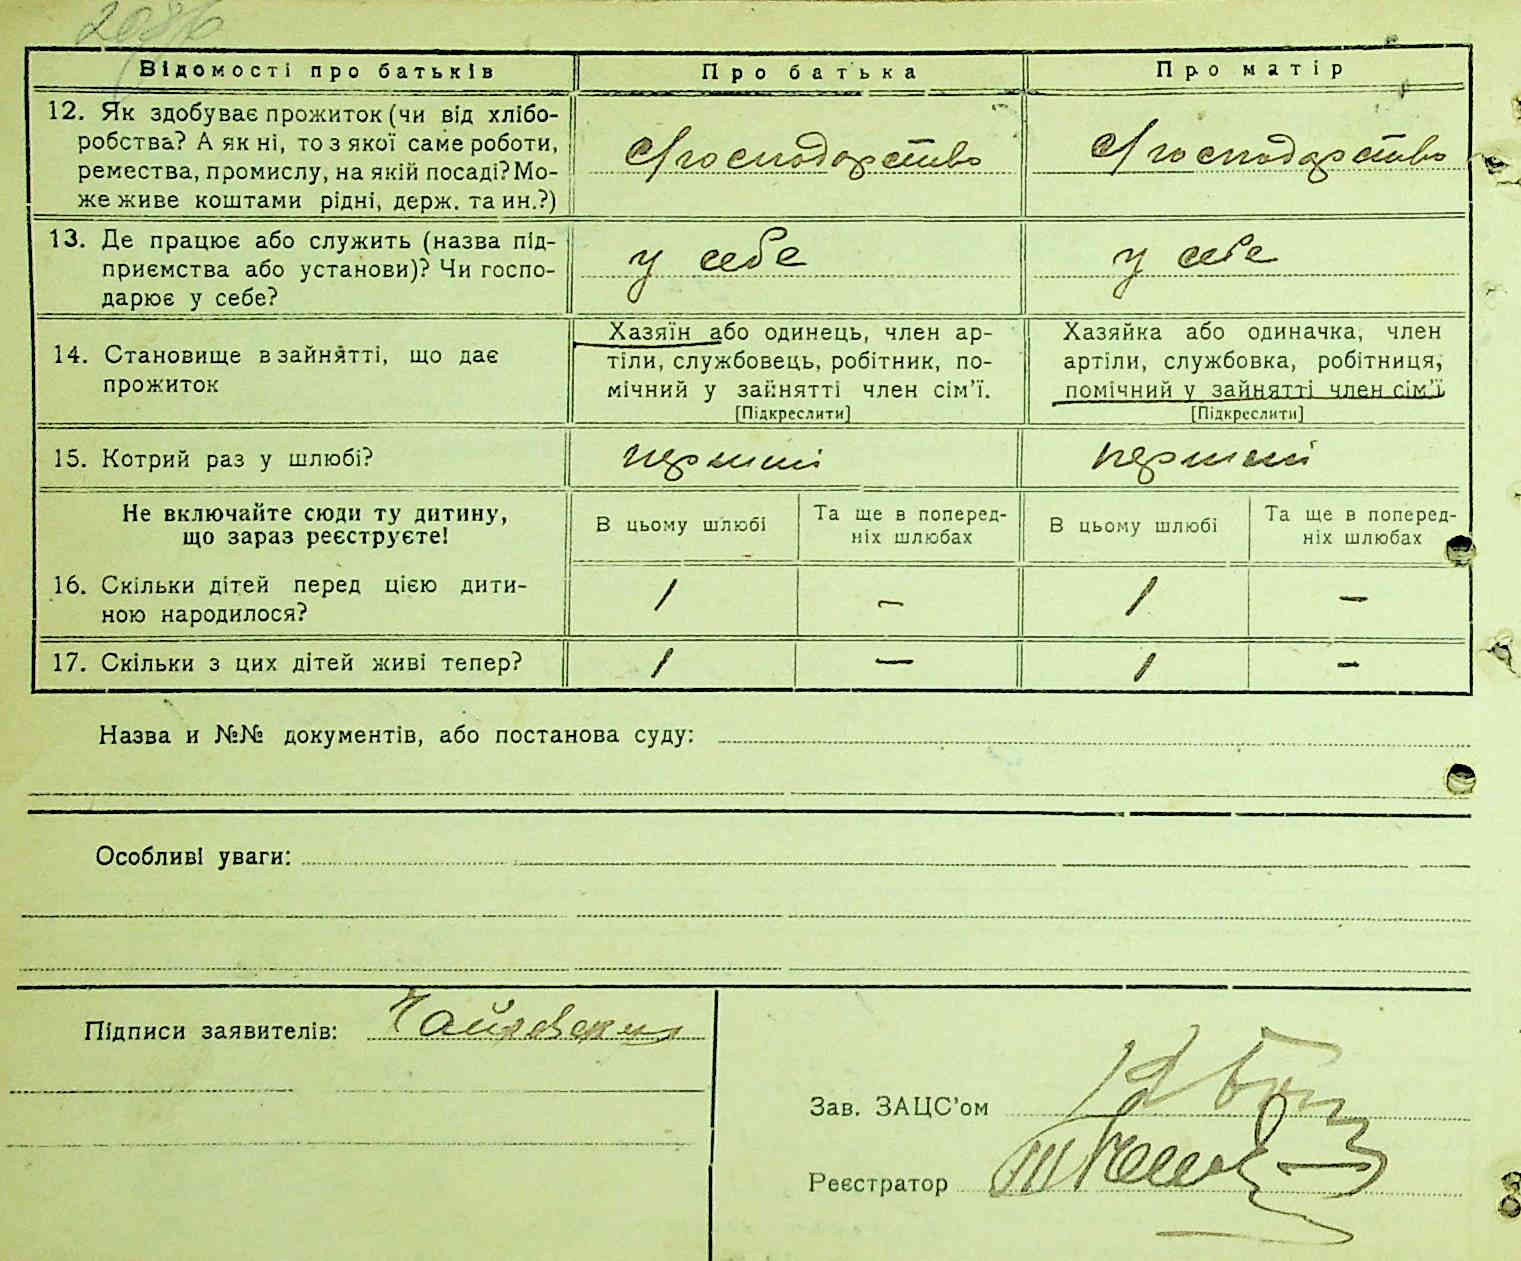 2086
Відомості про батьків
Про батька
Про матір
12. Як здобуває прожиток (чи від хлібо-
робства? А як ні, то з якої саме роботи,
ремества, промислу, на якій посаді? Мо-
же живе коштами рідні, держ. та ин.?)
с/господарство
с/господарство
13. Де працює або служить (назва під-
приємства або установи)? Чи госпо-
дарює у себе?
у себе
у себе
14. Становище в зайнятті, що дає
прожиток
Хазяїн або одинець, член ар-
тіли, службовець, робітник, по-
мічний у зайнятті член сім'ї.
[Підкреслити]
Хазяйка або одиначка, член
артіли, службовка, робітниця,
помічний у зайнятті член сім'ї.
[Підкреслити]
15. Котрий раз у шлюбі?
перший
перший
Не включайте сюди ту дитину,
що зараз реєструєте!
В цьому шлюбі
Та ще в поперед-
ніх шлюбах
В цьому шлюбі
Та ще в поперед-
ніх шлюбах
16. Скільки дітей перед цією дити-
ною народилося?
1
—
1
—
17. Скільки з цих дітей живі тепер?
1
—
1
—
Назва и №№ документів, або постанова суду:
Особливі уваги:
Підписи заявителів:
Зав. ЗАЦС'ом
Реєстратор